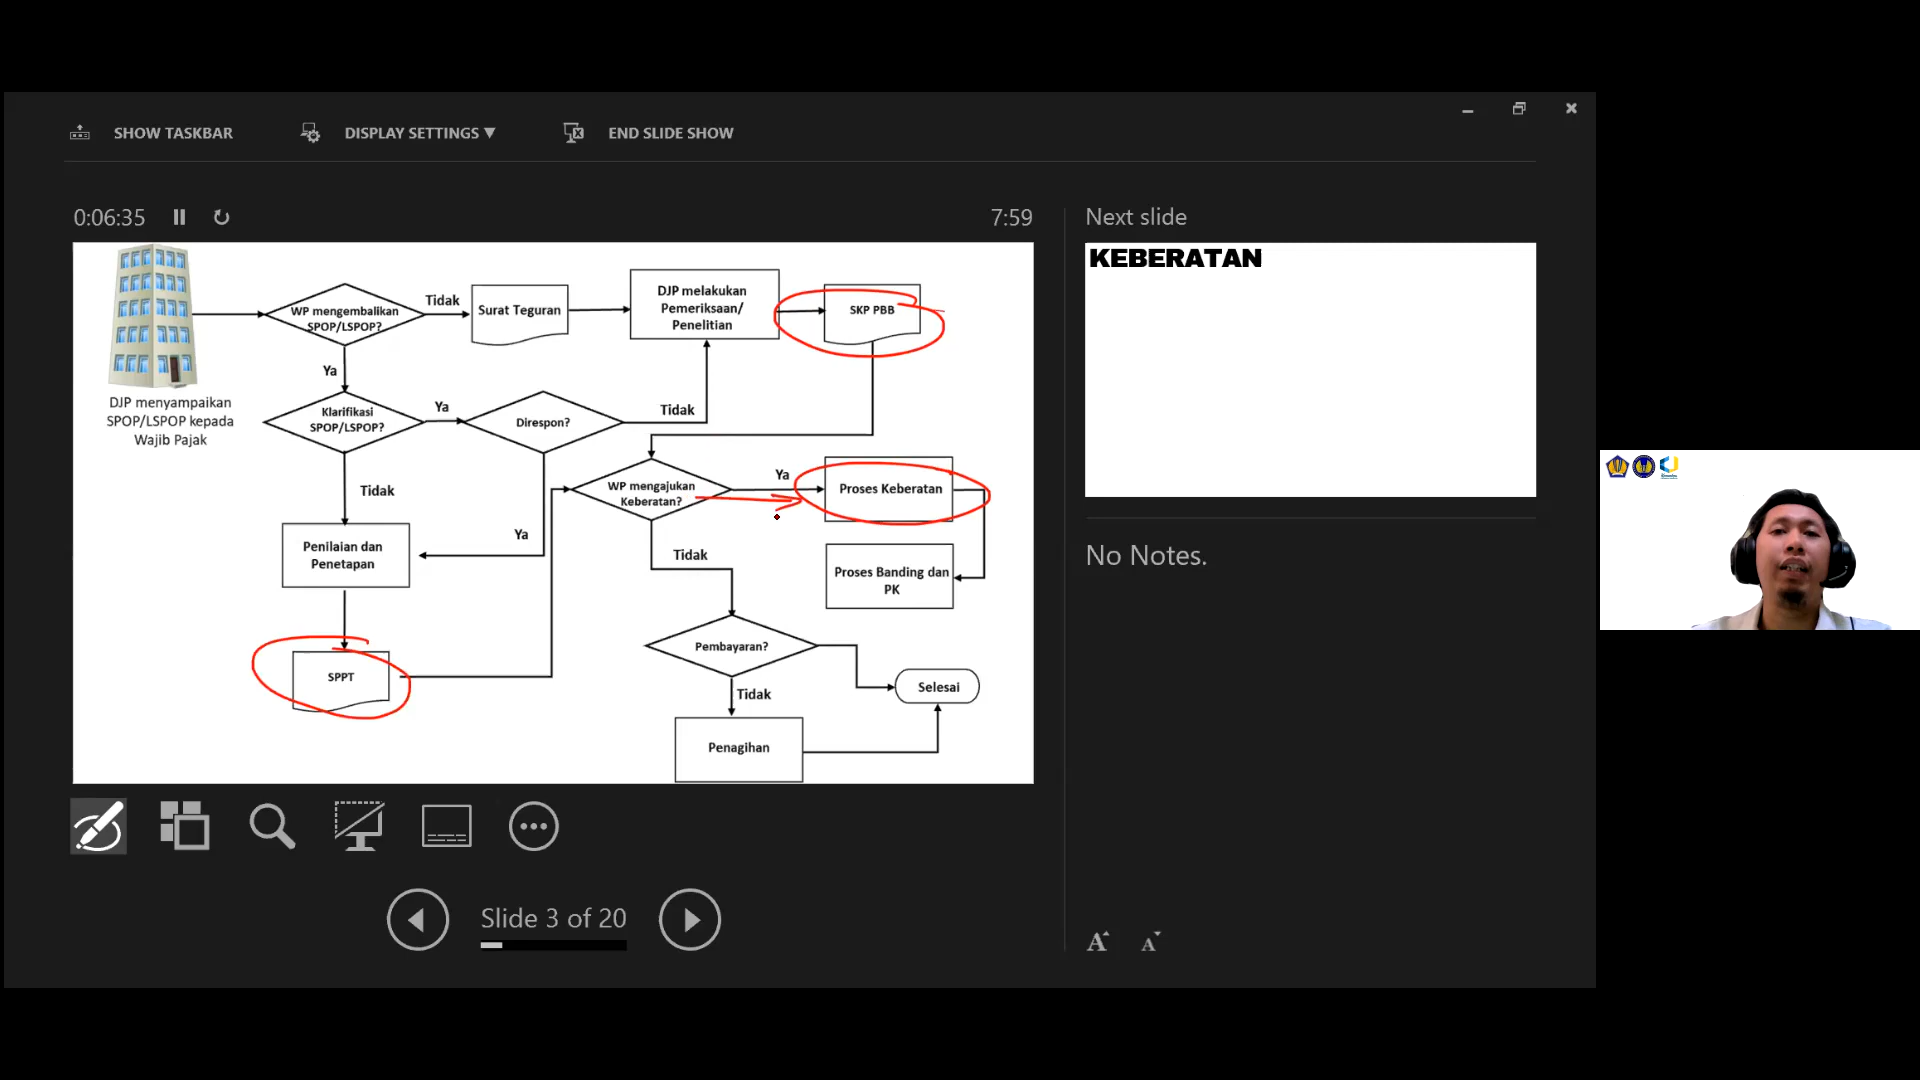 SHOW TASKBAR
DISPLAY SETTINGS ▼
END SLIDE SHOW
0:06:35
7:59
Next slide
KEBERATAN
WP mengembalikan
SPOP/LSPOP?
Tidak
Surat Teguran
DJP melakukan
Pemeriksaan/
Penelitian
SKP PBB
Ya
DJP menyampaikan
SPOP/LSPOP kepada
Wajib Pajak
Klarifikasi
SPOP/LSPOP?
Ya
Direspon?
Tidak
Tidak
WP mengajukan
Keberatan?
Ya
Proses Keberatan
Ya
Penilaian dan
Penetapan
Tidak
Proses Banding dan
PK
SPPT
Pembayaran?
Tidak
Selesai
Penagihan
No Notes.
Slide 3 of 20
A
A